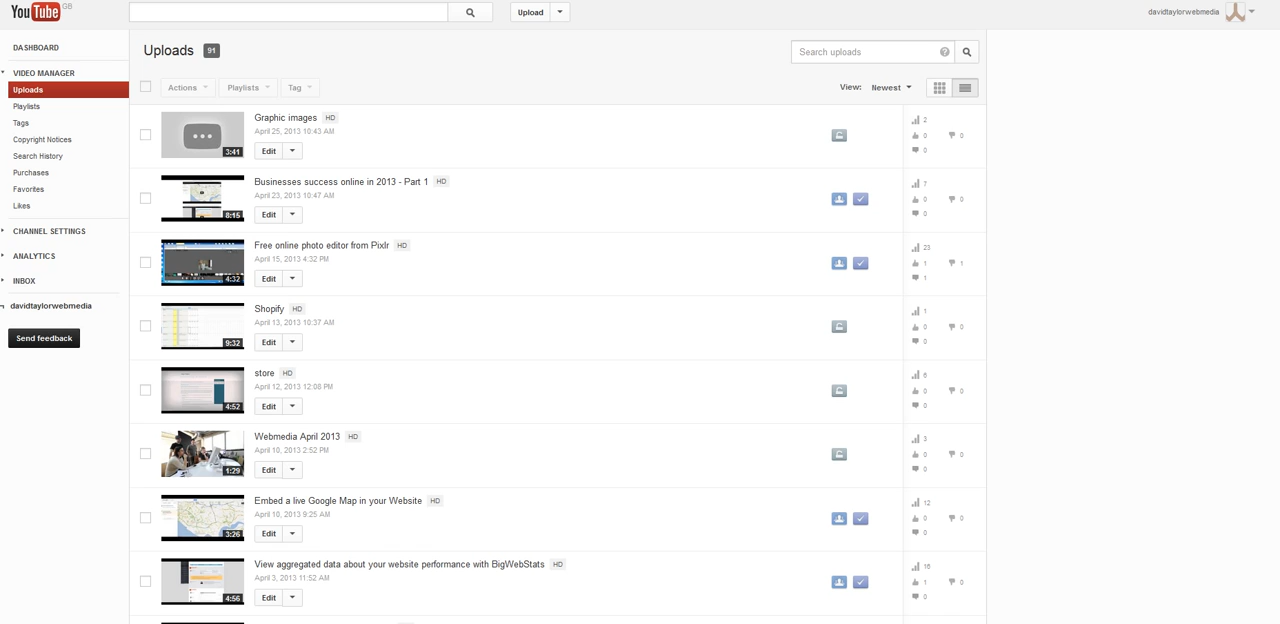 YouTube GB
Upload
davidtaylorwebmedia
DASHBOARD
VIDEO MANAGER
Uploads
Playlists
Tags
Copyright Notices
Search History
Purchases
Favorites
Likes
CHANNEL SETTINGS
ANALYTICS
INBOX
davidtaylorwebmedia
Send feedback
Uploads 91
Search uploads ?
Actions Playlists Tag
View: Newest
3:41
Graphic images HD
April 25, 2013 10:43 AM
Edit
2
0 0
0
8:15
Businesses success online in 2013 - Part 1 HD
April 23, 2013 10:47 AM
Edit
7
0 0
0
4:32
Free online photo editor from Pixlr HD
April 15, 2013 4:32 PM
Edit
23
1 1
1
9:32
Shopify HD
April 13, 2013 10:37 AM
Edit
1
0 0
0
4:52
store HD
April 12, 2013 12:08 PM
Edit
6
0 0
0
1:29
Webmedia April 2013 HD
April 10, 2013 2:52 PM
Edit
3
0 0
0
3:26
Embed a live Google Map in your Website HD
April 10, 2013 9:25 AM
Edit
12
0 0
0
4:56
View aggregated data about your website performance with BigWebStats HD
April 3, 2013 11:52 AM
Edit
16
1 0
0